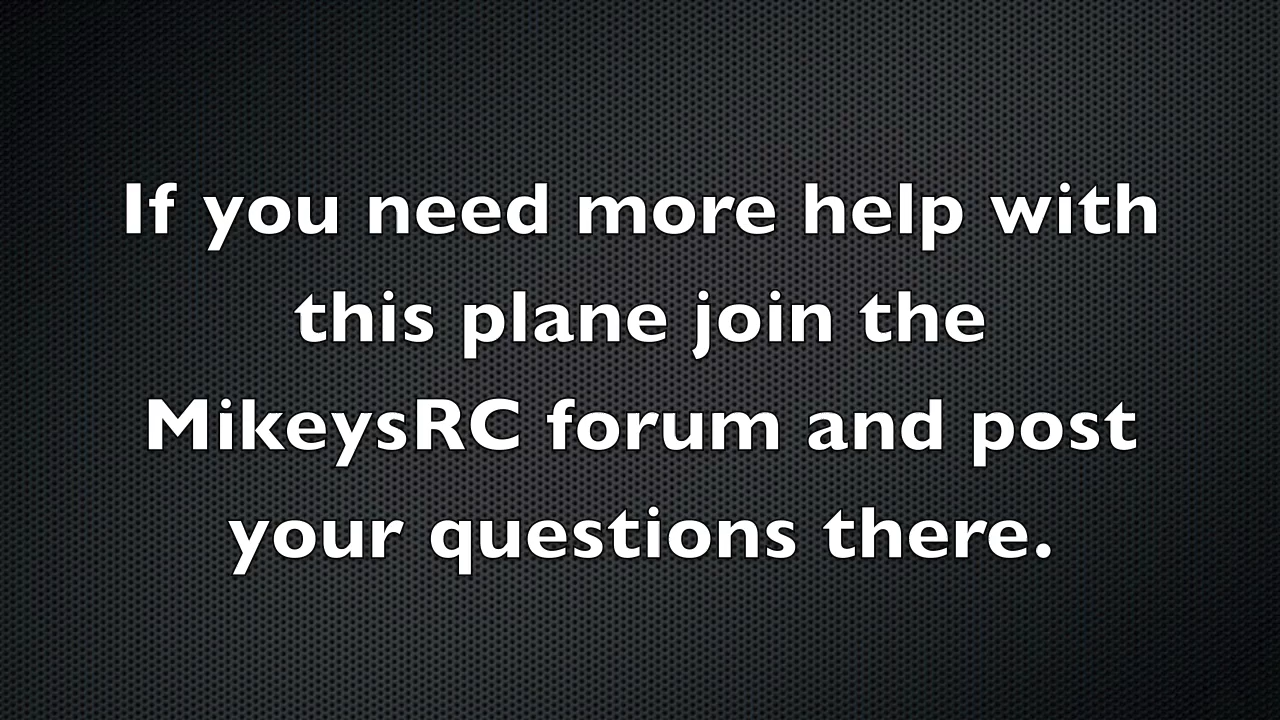 If you need more help with
this plane join the
MikeysRC forum and post
your questions there.